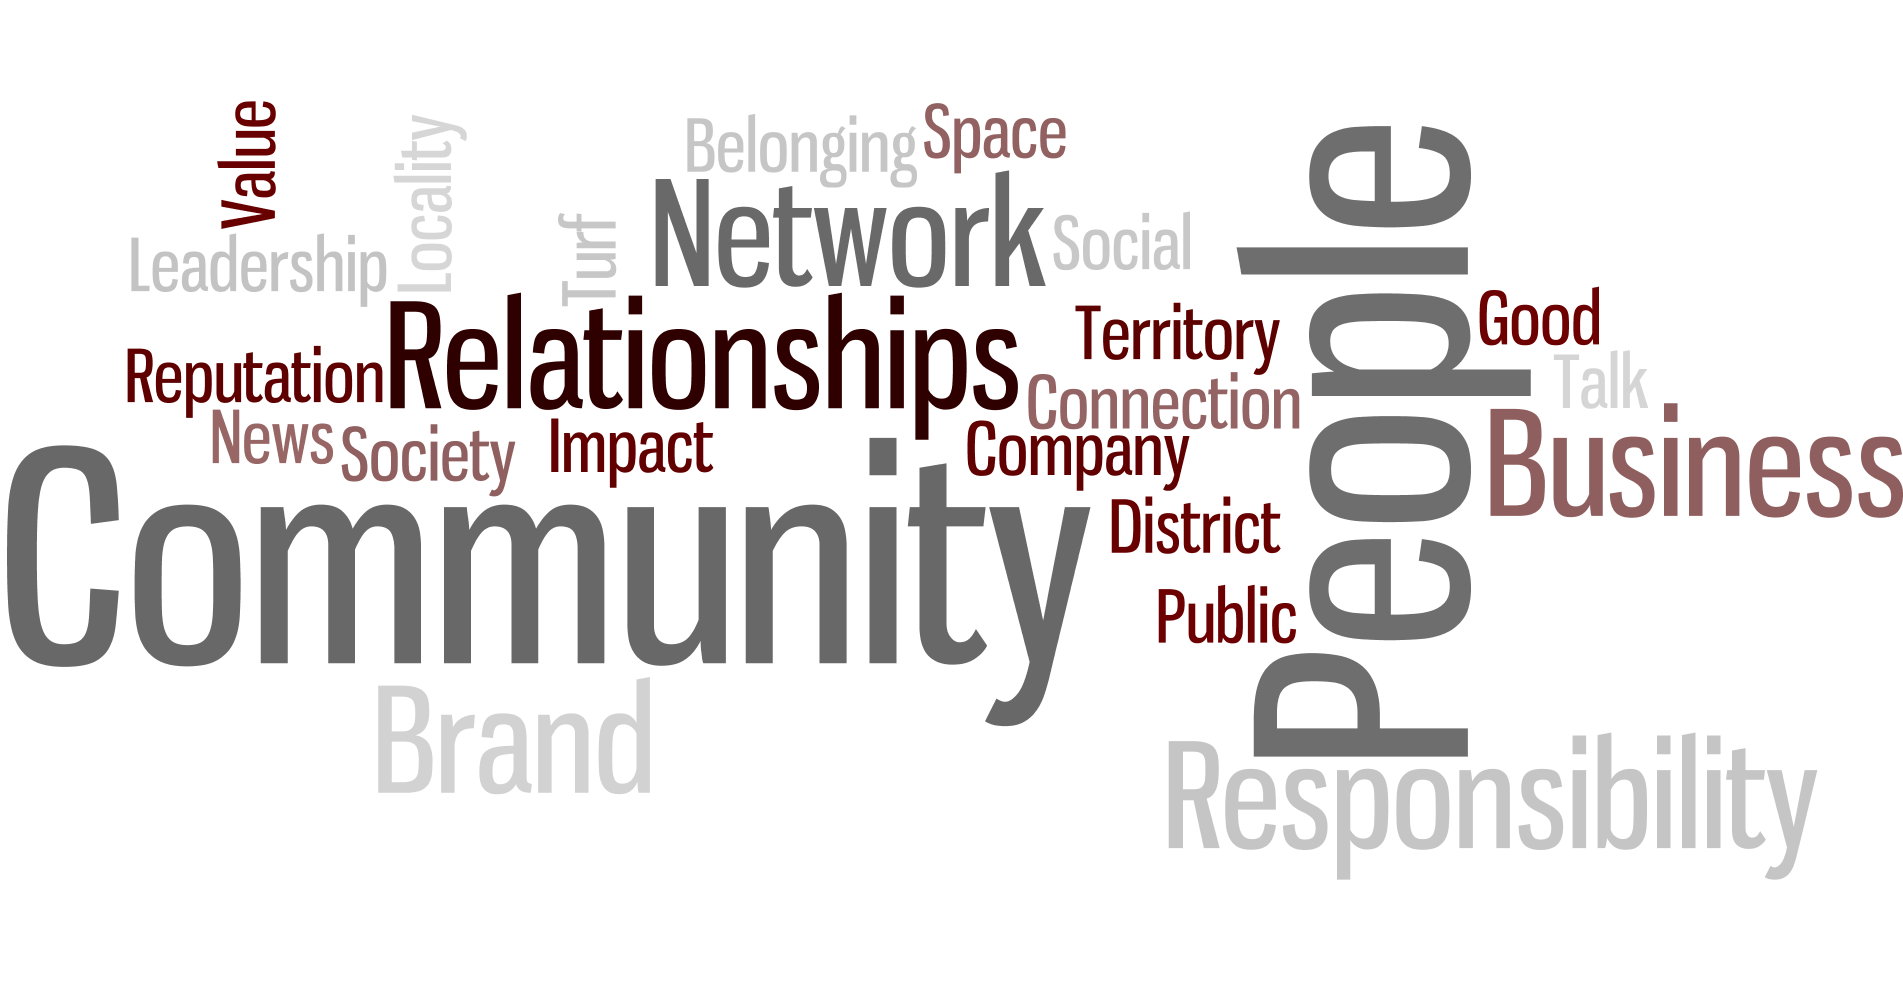 Value
Locality
Belonging
Space
Leadership
Turf
Network
Social
People
Reputation
Relationships
Territory
Good
Connection
Talk
News
Society
Impact
Company
Business
Community
District
Public
Brand
Responsibility